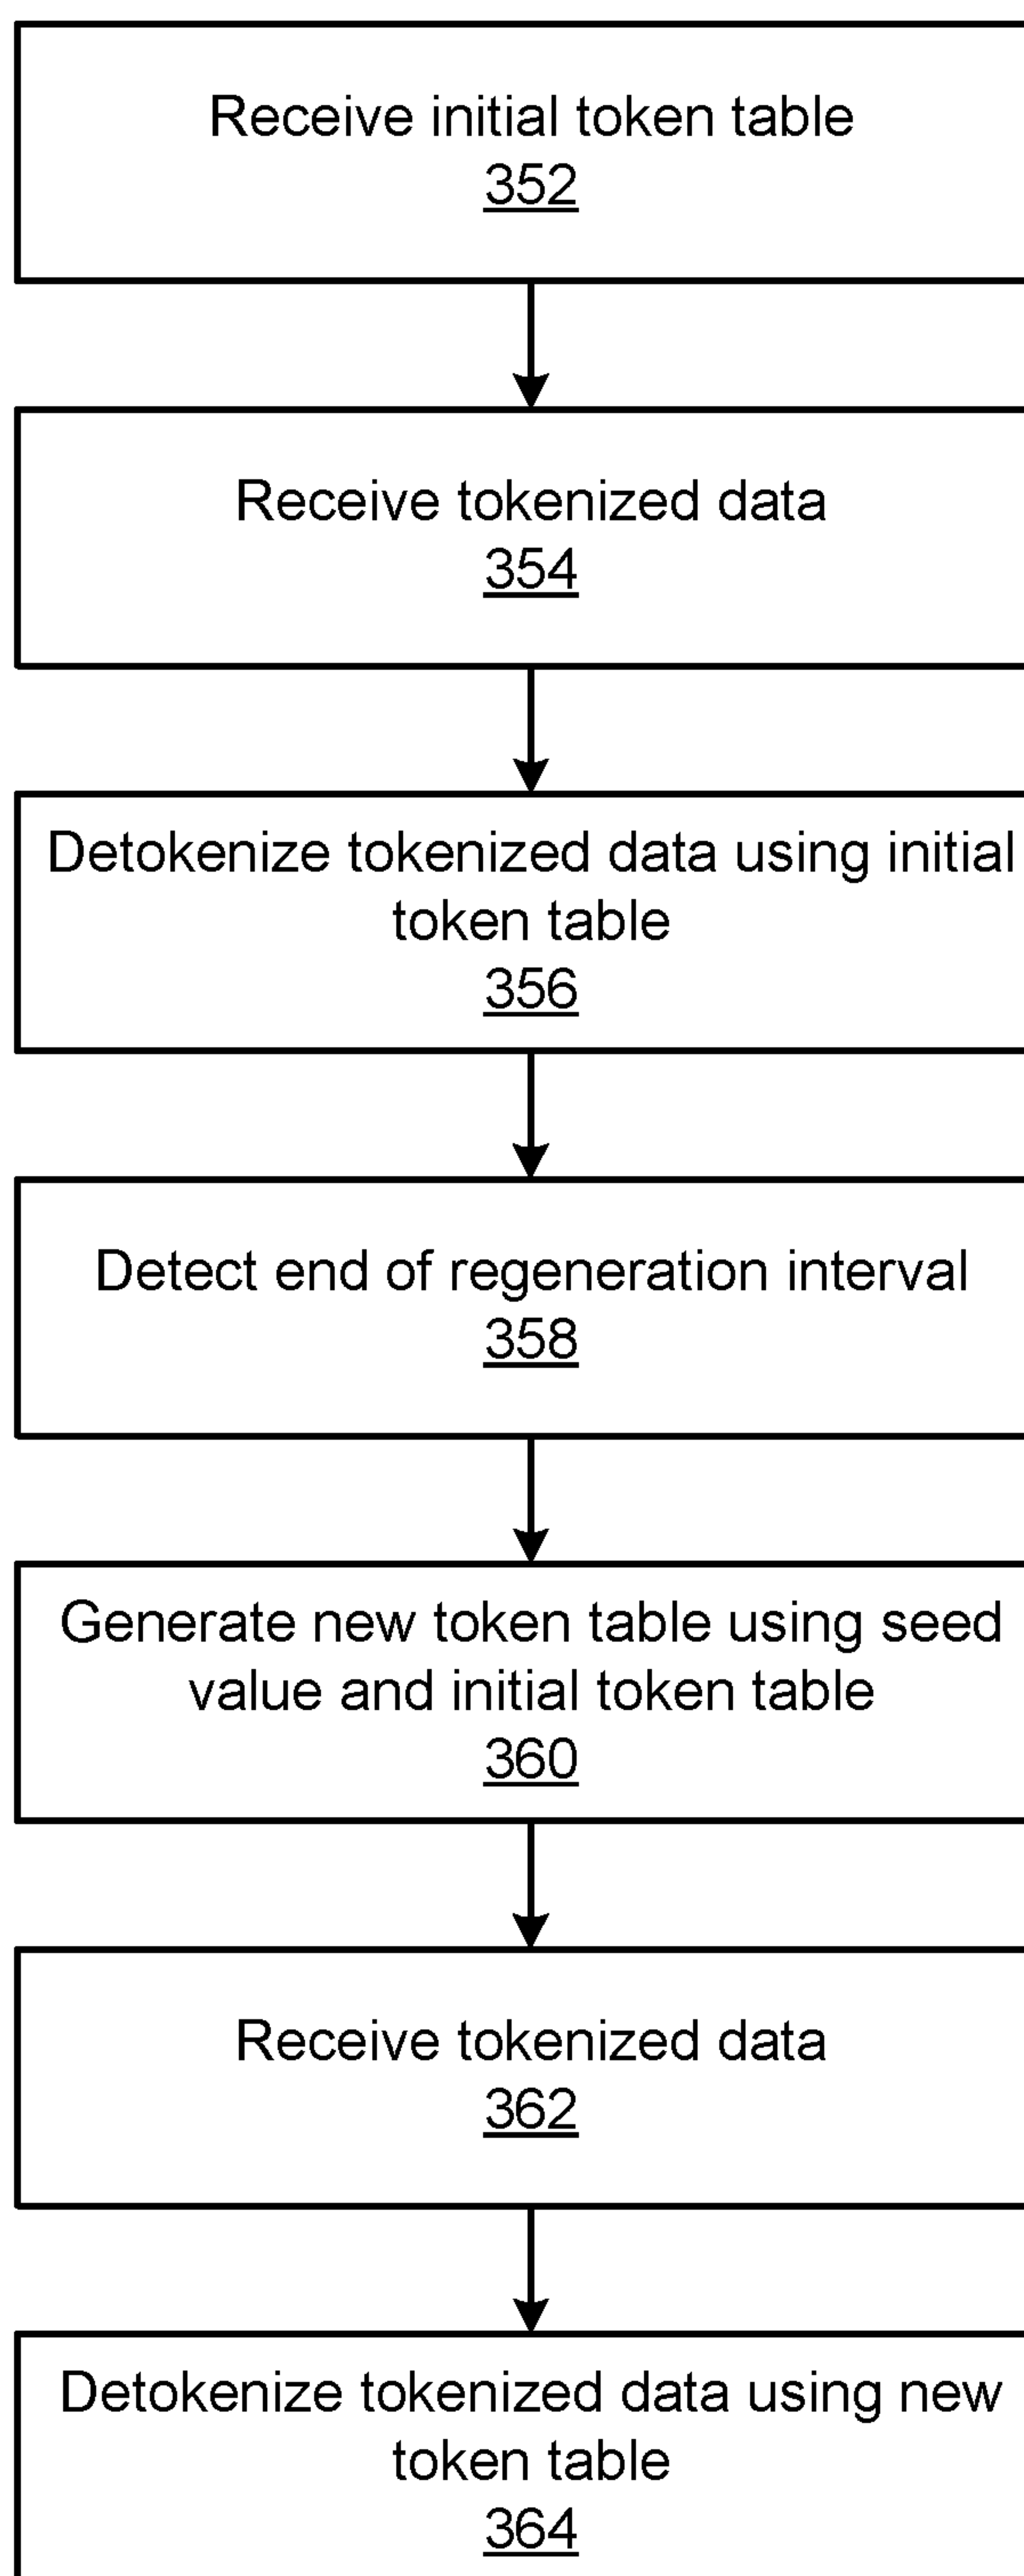 Receive initial token table
352
Receive tokenized data
354
Detokenize tokenized data using initial
token table
356
Detect end of regeneration interval
358
Generate new token table using seed
value and initial token table
360
Receive tokenized data
362
Detokenize tokenized data using new
token table
364